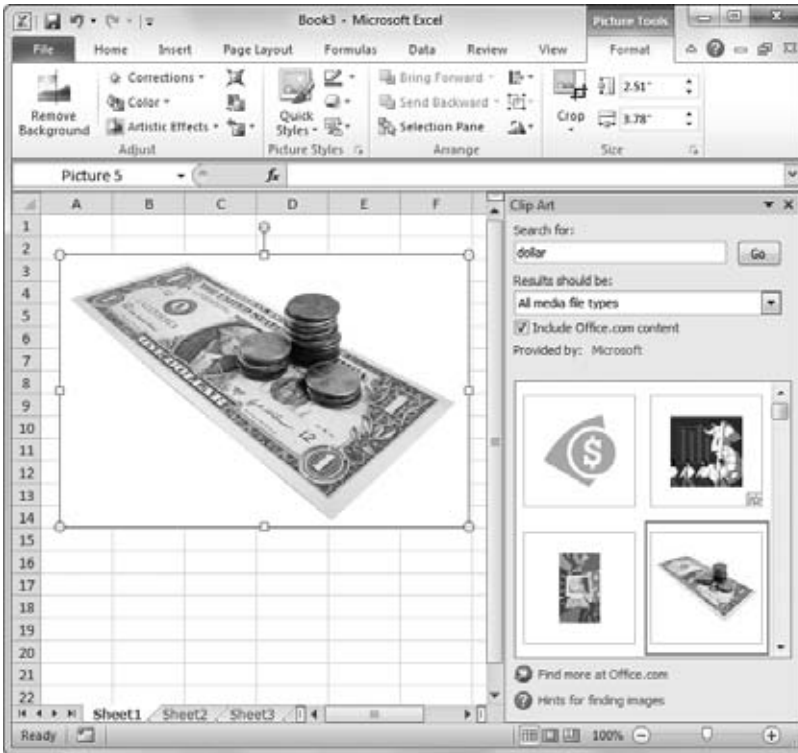 Book3 - Microsoft Excel
Picture Tools
File Home Insert Page Layout Formulas Data Review View Format
Remove Background
Corrections
Color
Artistic Effects
Adjust
Quick Styles
Picture Styles
Bring Forward
Send Backward
Selection Pane
Arrange
Crop
2.51"
3.78"
Size
Picture 5
fx
A B C D E F
1
2
3
4
5
6
7
8
9
10
11
12
13
14
15
16
17
18
19
20
21
22
ONE DOLLAR
1
Clip Art
Search for:
dollar
Go
Results should be:
All media file types
Include Office.com content
Provided by: Microsoft
$
Find more at Office.com
Hints for finding images
Sheet1 Sheet2 Sheet3
Ready
100%